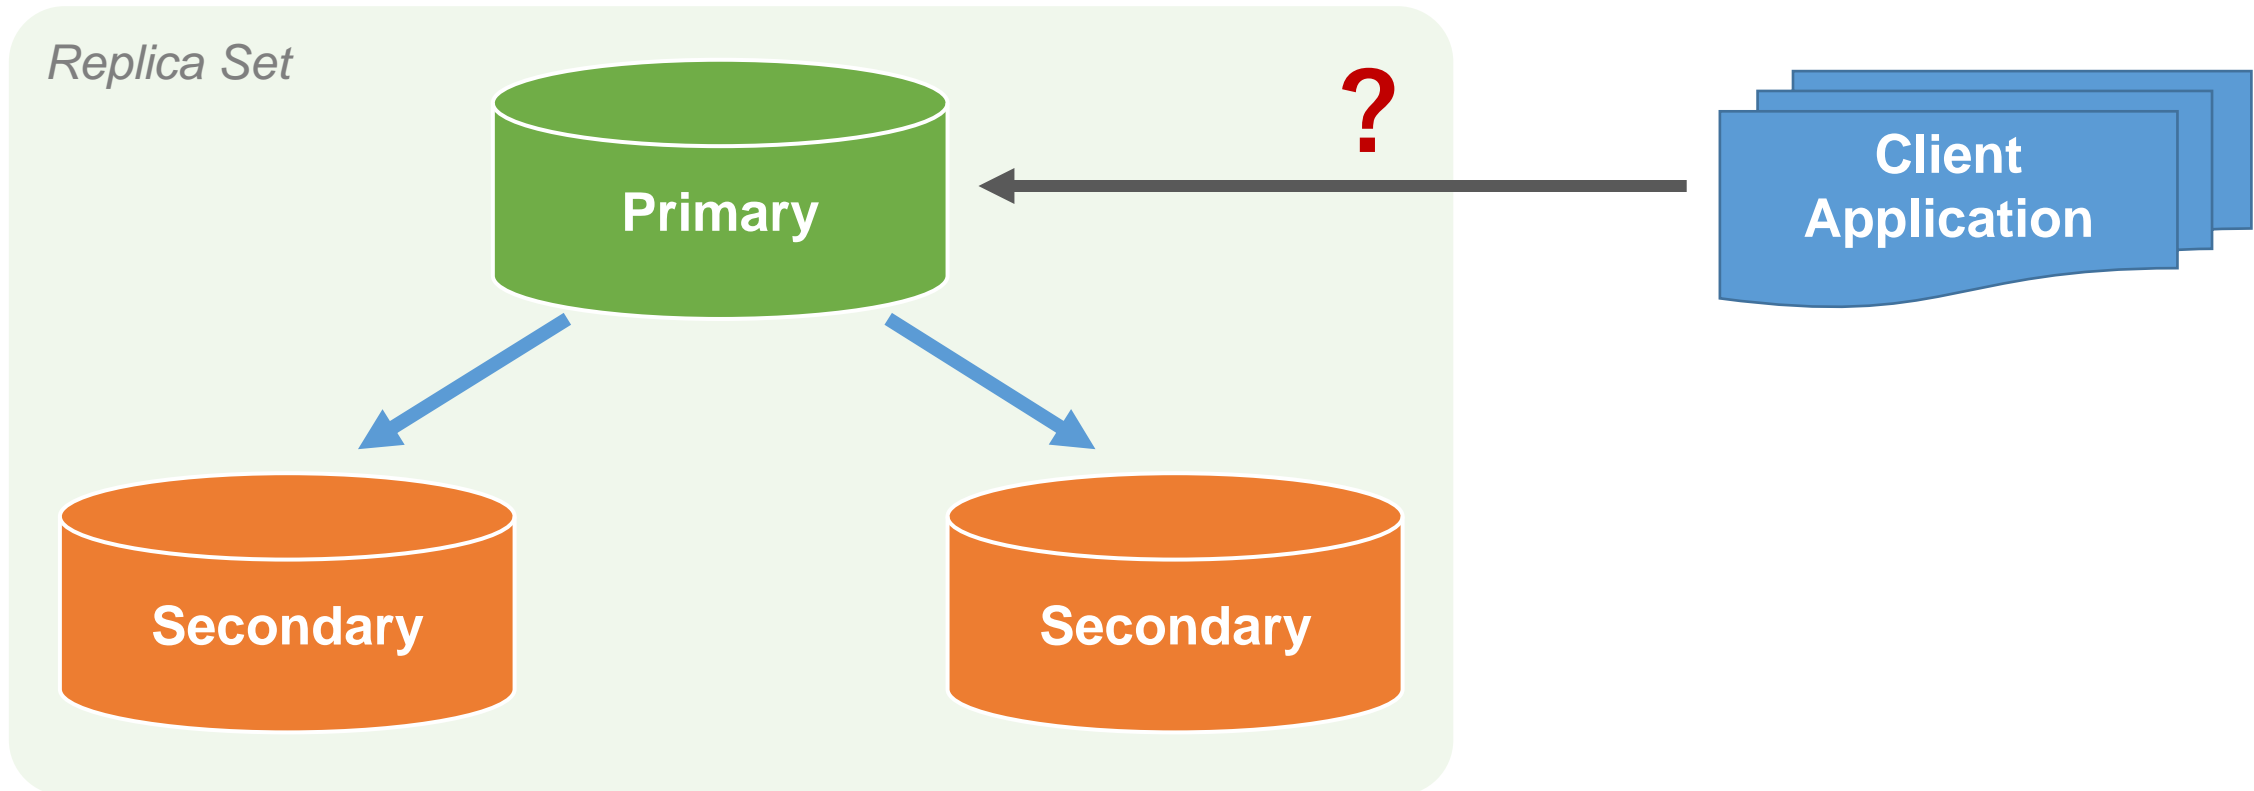 Replica Set
?
Client
Application
Primary
Secondary
Secondary